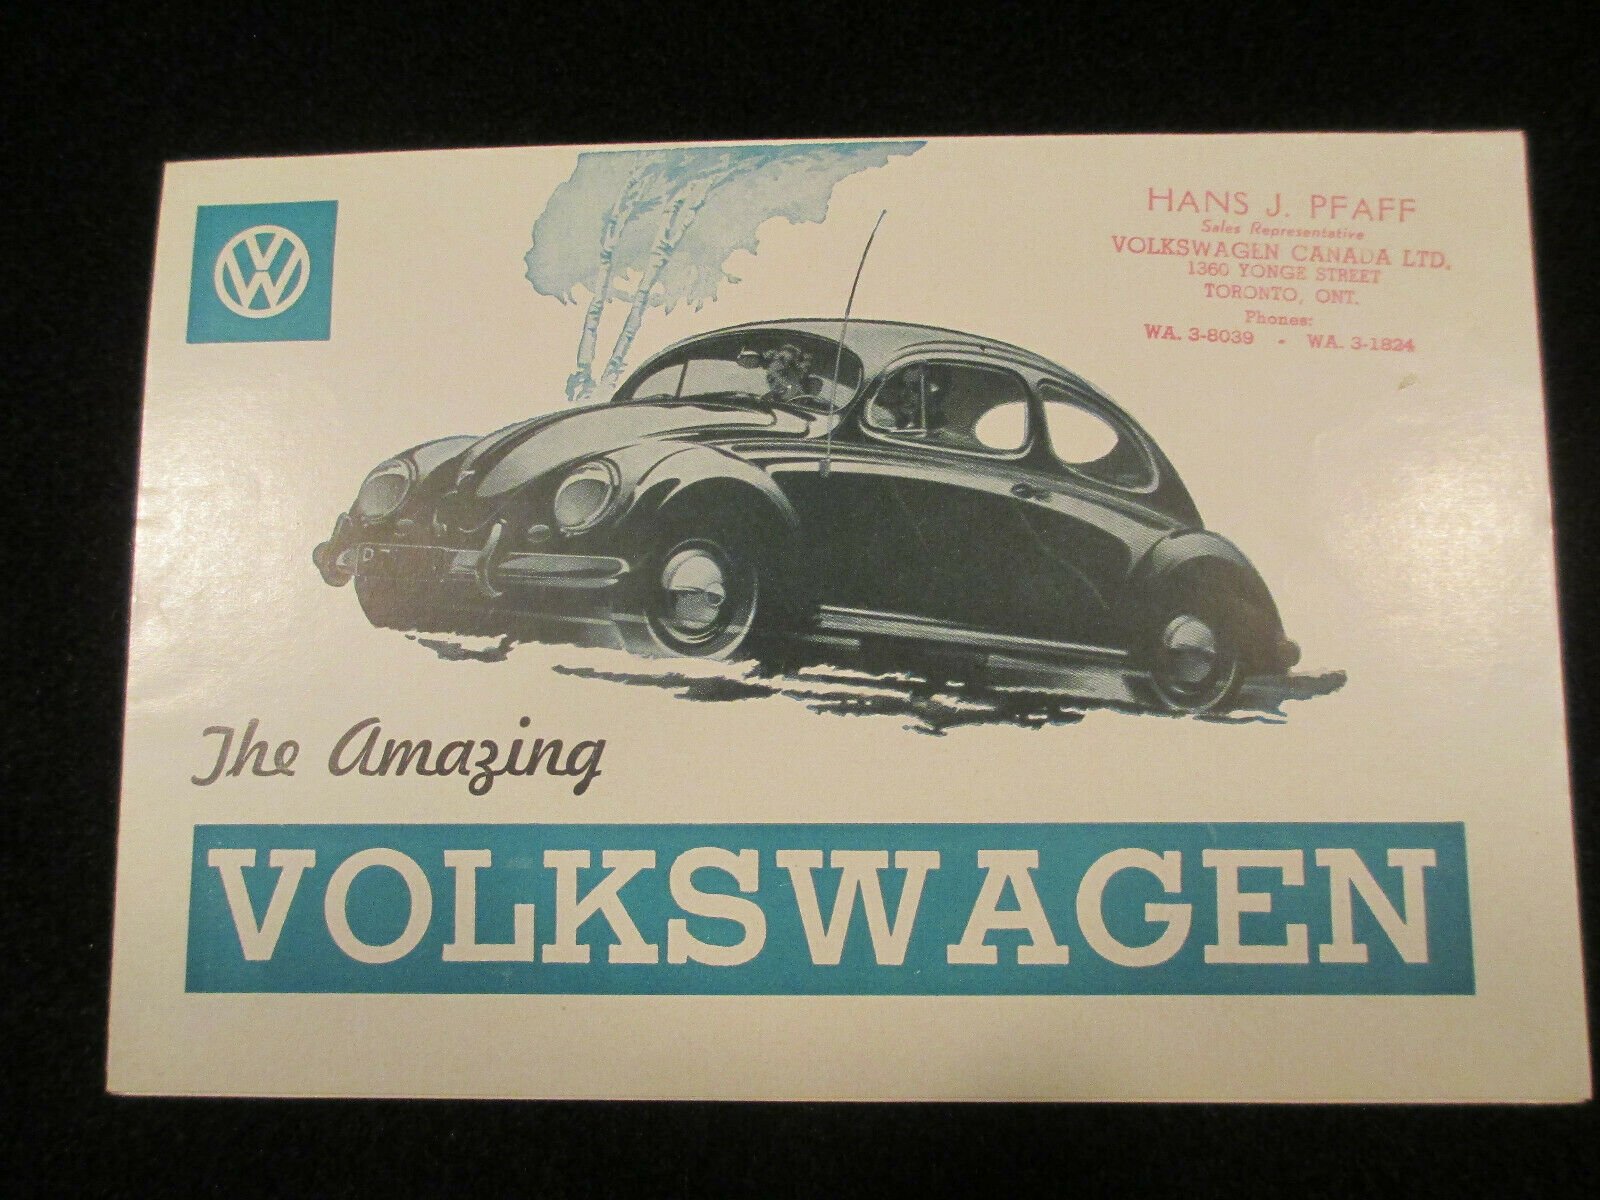 VW
HANS J. PFAFF
Sales Representative
VOLKSWAGEN CANADA LTD.
1360 YONGE STREET
TORONTO, ONT.
Phones:
WA. 3-8039 - WA. 3-1824
The Amazing
VOLKSWAGEN